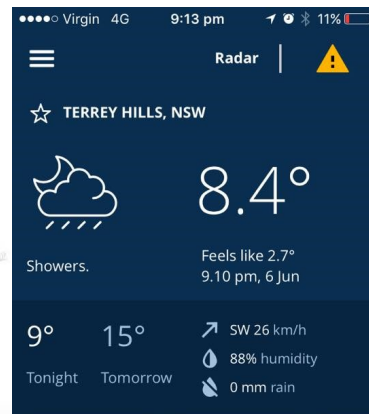 Virgin 4G 9:13 pm 11%
Radar
TERREY HILLS, NSW
8.4°
Showers.
Feels like 2.7°
9.10 pm, 6 Jun
9° 15°
Tonight Tomorrow
SW 26 km/h
88% humidity
0 mm rain